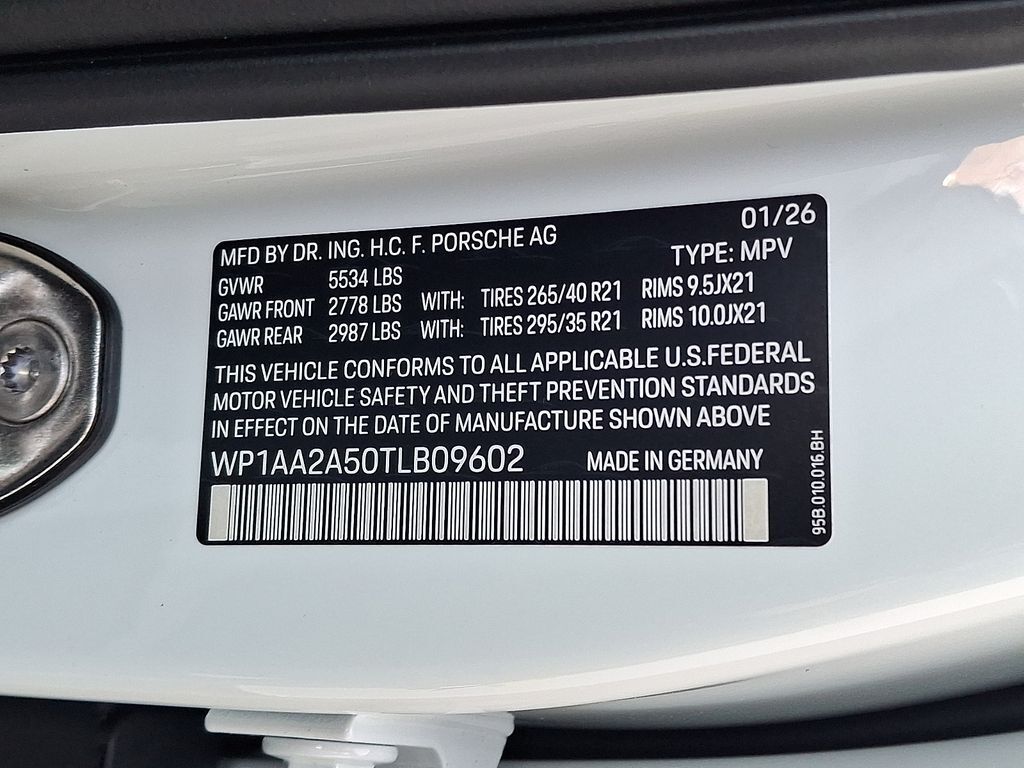 01/26
MFD BY DR. ING. H.C. F. PORSCHE AG
TYPE: MPV
GVWR 5534 LBS
GAWR FRONT 2778 LBS WITH: TIRES 265/40 R21 RIMS 9.5JX21
GAWR REAR 2987 LBS WITH: TIRES 295/35 R21 RIMS 10.0JX21
THIS VEHICLE CONFORMS TO ALL APPLICABLE U.S.FEDERAL
MOTOR VEHICLE SAFETY AND THEFT PREVENTION STANDARDS
IN EFFECT ON THE DATE OF MANUFACTURE SHOWN ABOVE
WP1AA2A50TLB09602 MADE IN GERMANY
95B.010.016.BH